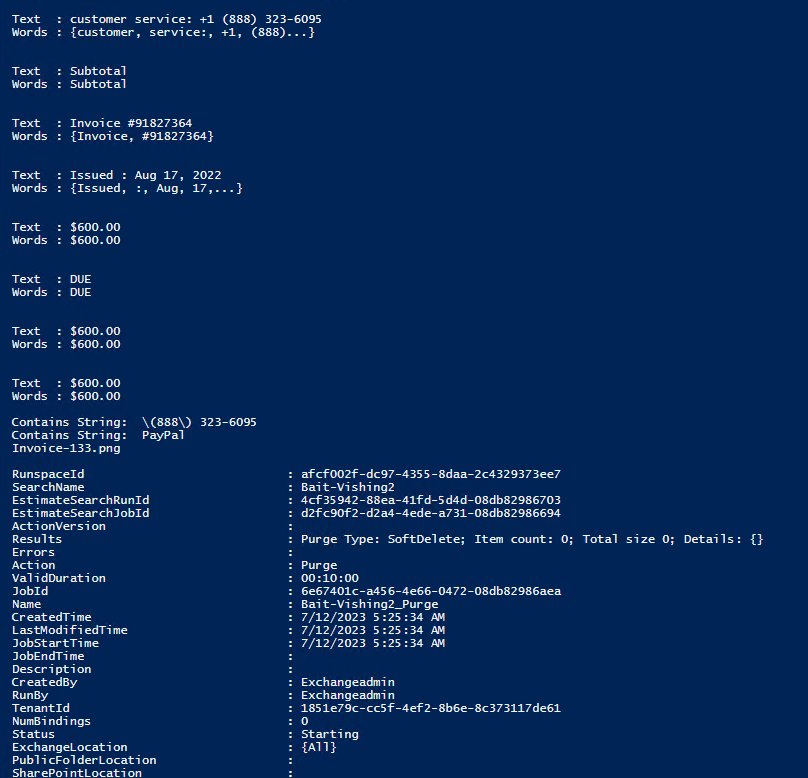 Text  : customer service: +1 (888) 323-6095
Words : {customer, service:, +1, (888)...}
Text  : Subtotal
Words : Subtotal
Text  : Invoice #91827364
Words : {Invoice, #91827364}
Text  : Issued : Aug 17, 2022
Words : {Issued, :, Aug, 17,...}
Text  : $600.00
Words : $600.00
Text  : DUE
Words : DUE
Text  : $600.00
Words : $600.00
Text  : $600.00
Words : $600.00
Contains String:  \(888\) 323-6095
Contains String:  PayPal
Invoice-133.png
RunspaceId : afcf002f-dc97-4355-8daa-2c4329373ee7
SearchName : Bait-Vishing2
EstimateSearchRunId : 4cf35942-88ea-41fd-5d4d-08db82986703
EstimateSearchJobId : d2fc90f2-d2a4-4ede-a731-08db82986694
ActionVersion :
Results : Purge Type: SoftDelete; Item count: 0; Total size 0; Details: {}
Errors :
Action : Purge
ValidDuration : 00:10:00
JobId : 6e67401c-a456-4e66-0472-08db82986aea
Name : Bait-Vishing2_Purge
CreatedTime : 7/12/2023 5:25:34 AM
LastModifiedTime : 7/12/2023 5:25:34 AM
JobStartTime : 7/12/2023 5:25:34 AM
JobEndTime :
Description :
CreatedBy : Exchangeadmin
RunBy : Exchangeadmin
TenantId : 1851e79c-cc5f-4ef2-8b6e-8c373117de61
NumBindings : 0
Status : Starting
ExchangeLocation : {All}
PublicFolderLocation :
SharePointLocation :